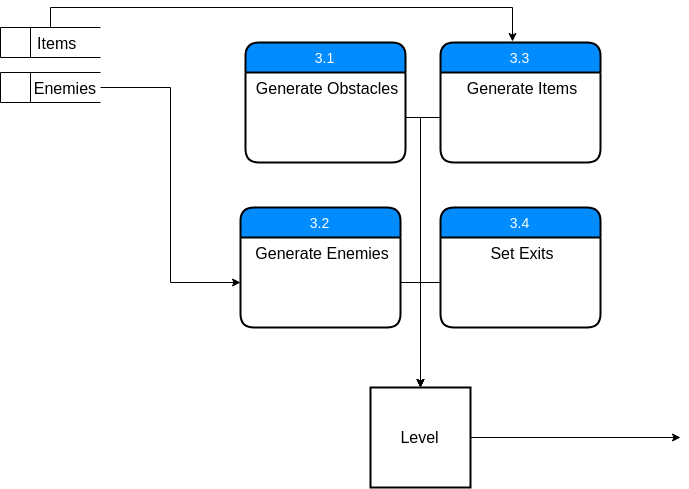 Items
Enemies
3.1
Generate Obstacles
3.3
Generate Items
3.2
Generate Enemies
3.4
Set Exits
Level